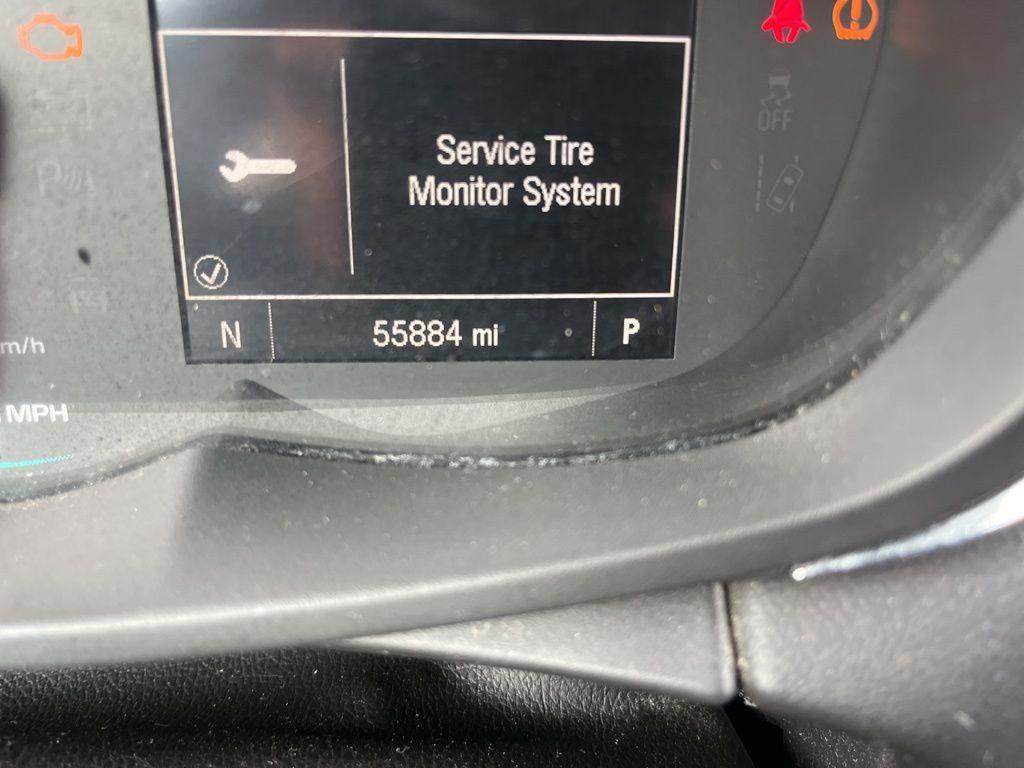 OFF
Service Tire
Monitor System
N 55884 mi P
m/h
MPH